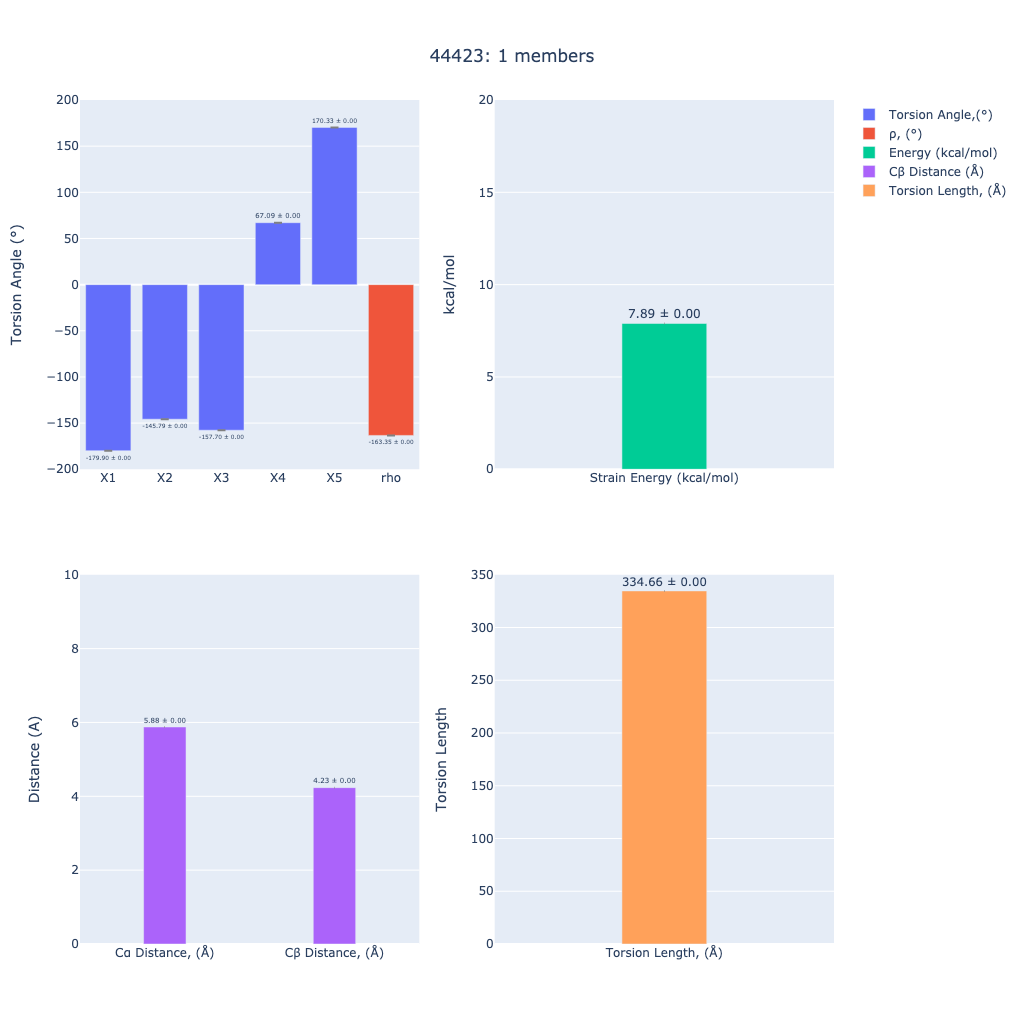 44423: 1 members
Torsion Angle (°)
200
150
100
50
0
−50
−100
−150
−200
-179.90 ± 0.00
-145.79 ± 0.00
-157.70 ± 0.00
67.09 ± 0.00
170.33 ± 0.00
-163.35 ± 0.00
X1 X2 X3 X4 X5 rho
kcal/mol
20
15
10
5
0
7.89 ± 0.00
Strain Energy (kcal/mol)
Torsion Angle,(°)
ρ, (°)
Energy (kcal/mol)
Cβ Distance (Å)
Torsion Length, (Å)
Distance (A)
10
8
6
4
2
0
5.88 ± 0.00
4.23 ± 0.00
Cα Distance, (Å) Cβ Distance, (Å)
Torsion Length
350
300
250
200
150
100
50
0
334.66 ± 0.00
Torsion Length, (Å)